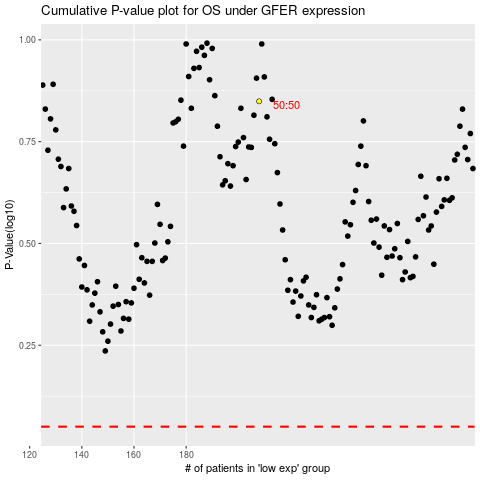 Cumulative P-value plot for OS under GFER expression
P-Value(log10)
1.00
0.75
0.50
0.25
50:50
120 140 160 180
# of patients in 'low exp' group